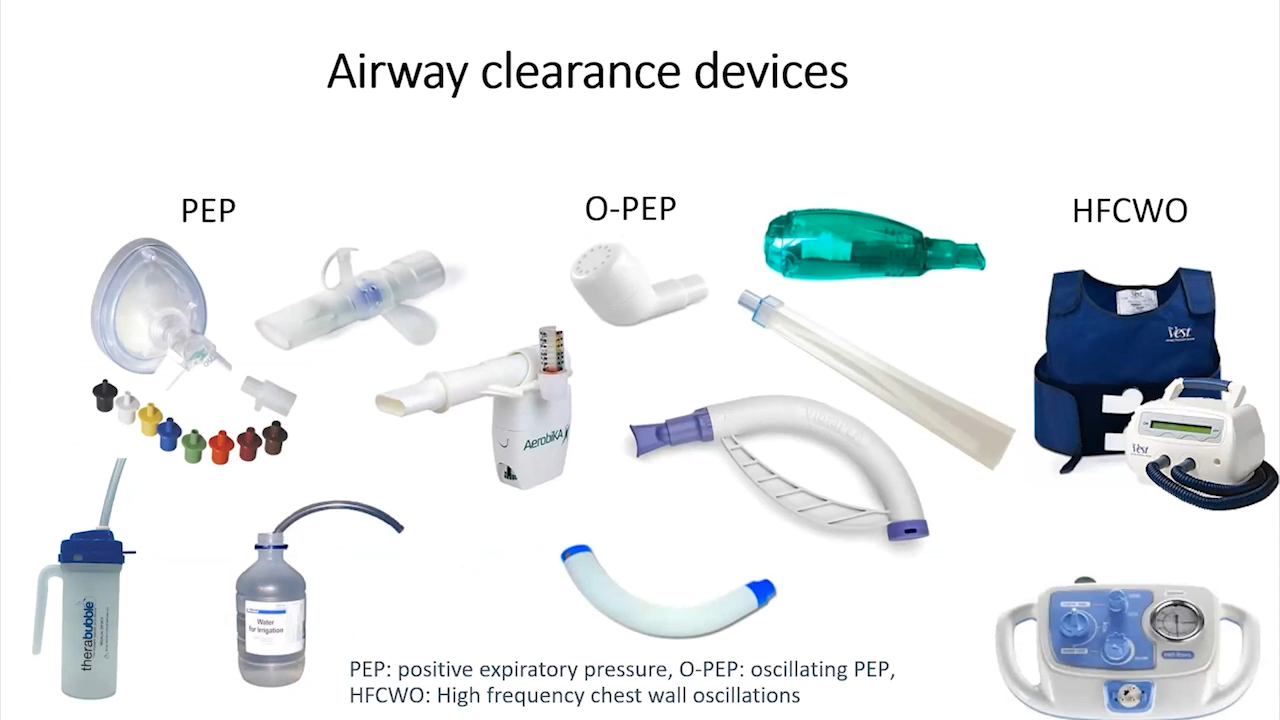 Airway clearance devices
PEP
O-PEP
HFCWO
Vest
AerobiKA
Vest
therabubble
Water
for Irrigation
PEP: positive expiratory pressure, O-PEP: oscillating PEP,
HFCWO: High frequency chest wall oscillations